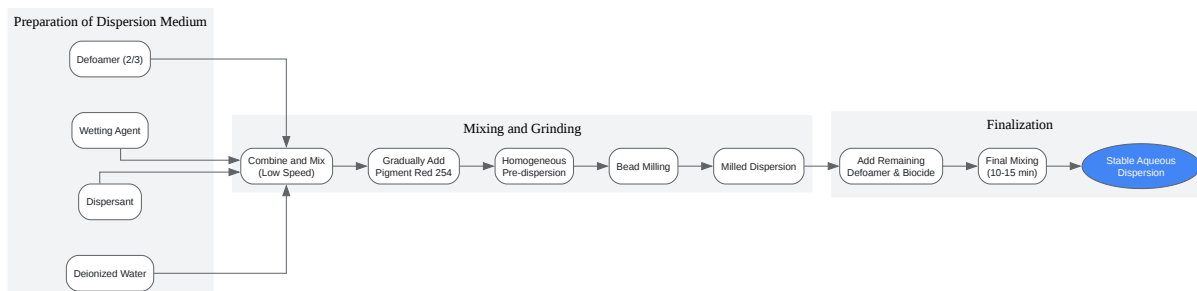 Preparation of Dispersion Medium
Defoamer (2/3)
Wetting Agent
Dispersant
Deionized Water
Mixing and Grinding
Combine and Mix
(Low Speed)
Gradually Add
Pigment Red 254
Homogeneous
Pre-dispersion
Bead Milling
Milled Dispersion
Finalization
Add Remaining
Defoamer & Biocide
Final Mixing
(10-15 min)
Stable Aqueous
Dispersion